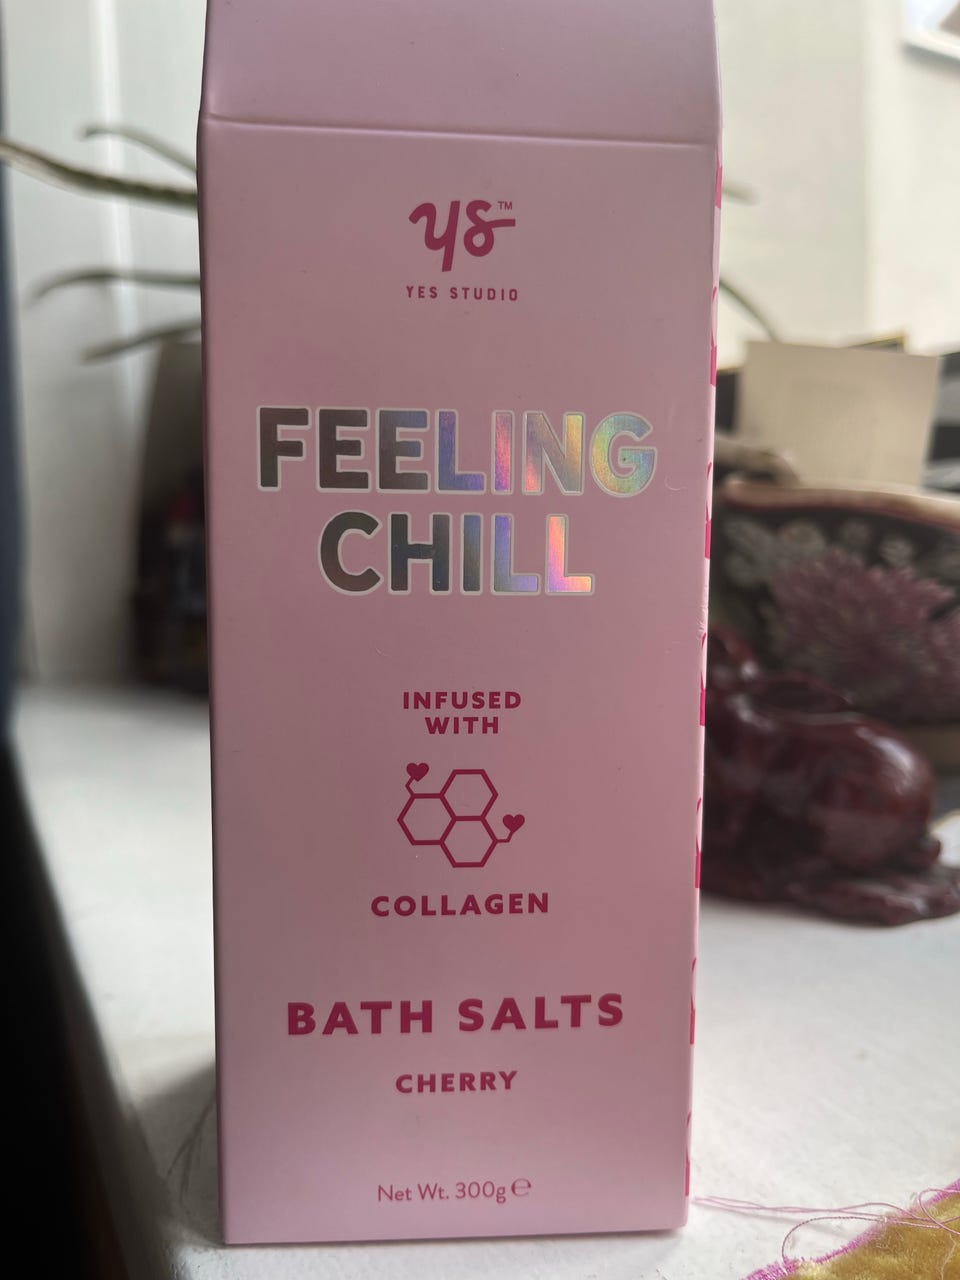 ys™
YES STUDIO
FEELING
CHILL
INFUSED
WITH
COLLAGEN
BATH SALTS
CHERRY
Net Wt. 300g ℮